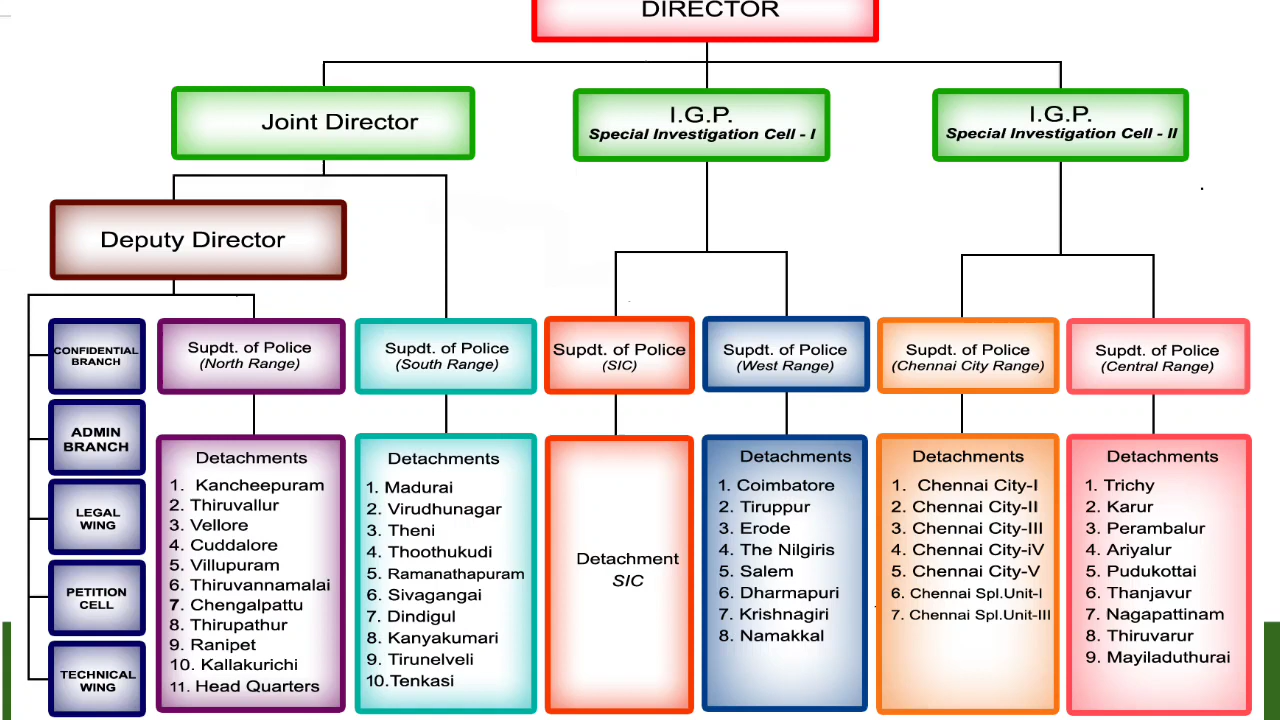 DIRECTOR
Joint Director
I.G.P.
Special Investigation Cell - I
I.G.P.
Special Investigation Cell - II
Deputy Director
CONFIDENTIAL
BRANCH
ADMIN
BRANCH
LEGAL
WING
PETITION
CELL
TECHNICAL
WING
Supdt. of Police
(North Range)
Detachments
1. Kancheepuram
2. Thiruvallur
3. Vellore
4. Cuddalore
5. Villupuram
6. Thiruvannamalai
7. Chengalpattu
8. Thirupathur
9. Ranipet
10. Kallakurichi
11. Head Quarters
Supdt. of Police
(South Range)
Detachments
1. Madurai
2. Virudhunagar
3. Theni
4. Thoothukudi
5. Ramanathapuram
6. Sivagangai
7. Dindigul
8. Kanyakumari
9. Tirunelveli
10.Tenkasi
Supdt. of Police
(SIC)
Detachment
SIC
Supdt. of Police
(West Range)
Detachments
1. Coimbatore
2. Tiruppur
3. Erode
4. The Nilgiris
5. Salem
6. Dharmapuri
7. Krishnagiri
8. Namakkal
Supdt. of Police
(Chennai City Range)
Detachments
1. Chennai City-I
2. Chennai City-II
3. Chennai City-III
4. Chennai City-iV
5. Chennai City-V
6. Chennai Spl.Unit-I
7. Chennai Spl.Unit-III
Supdt. of Police
(Central Range)
Detachments
1. Trichy
2. Karur
3. Perambalur
4. Ariyalur
5. Pudukottai
6. Thanjavur
7. Nagapattinam
8. Thiruvarur
9. Mayiladuthurai